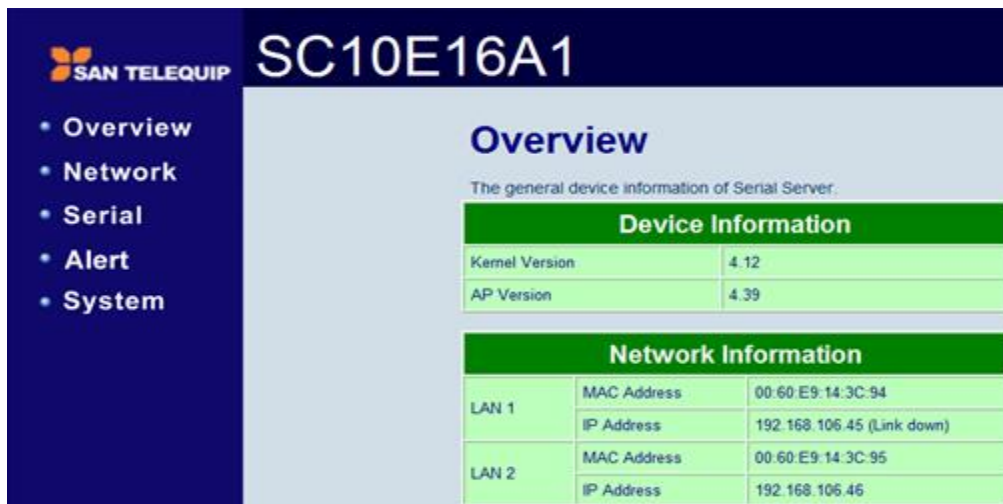 SAN TELEQUIP
SC10E16A1
Overview
Network
Serial
Alert
System
Overview
The general device information of Serial Server.
Device Information
Kernel Version 4.12
AP Version 4.39
Network Information
LAN 1 MAC Address 00:60:E9:14:3C:94
IP Address 192.168.106.45 (Link down)
LAN 2 MAC Address 00:60:E9:14:3C:95
IP Address 192.168.106.46